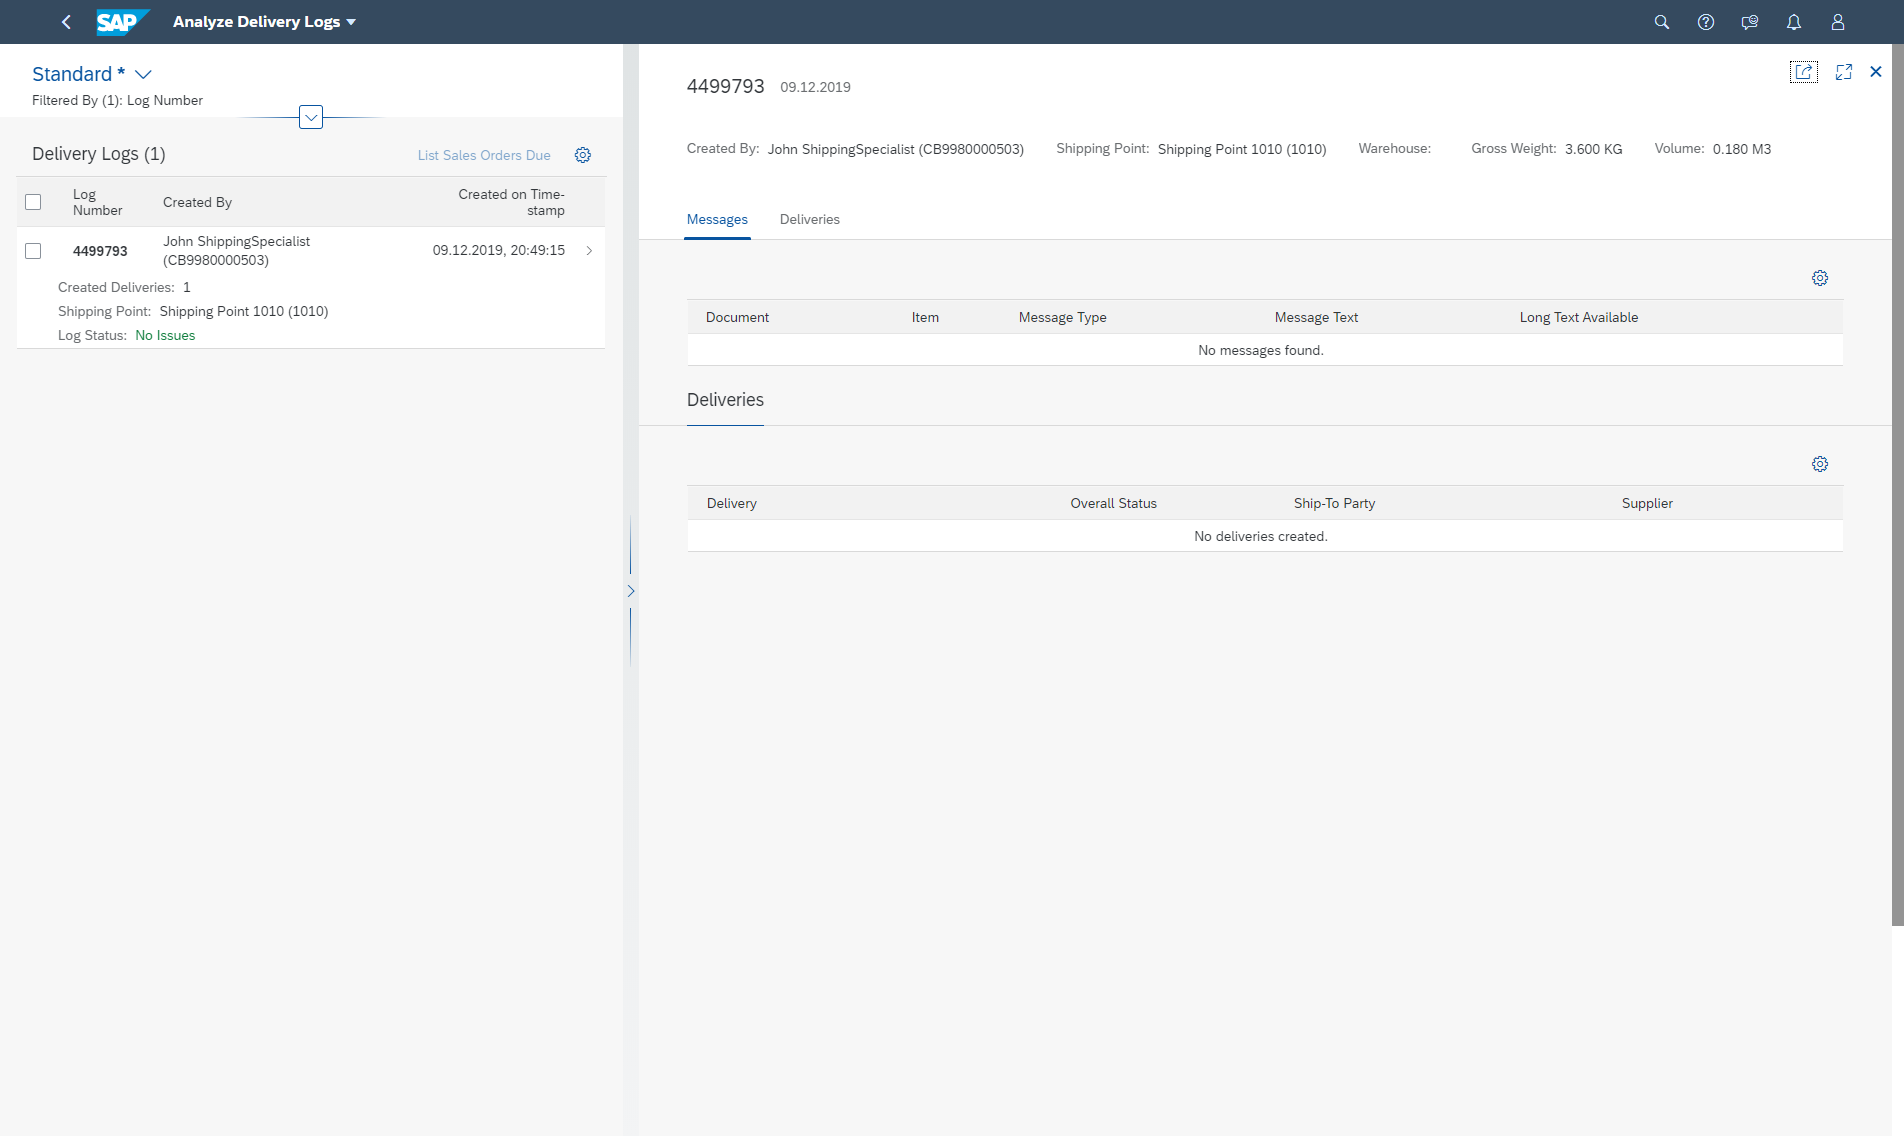 SAP Analyze Delivery Logs
Standard *
Filtered By (1): Log Number
Delivery Logs (1) List Sales Orders Due
Log Number Created By Created on Time-stamp
4499793 John ShippingSpecialist (CB9980000503) 09.12.2019, 20:49:15
Created Deliveries: 1
Shipping Point: Shipping Point 1010 (1010)
Log Status: No Issues
4499793 09.12.2019
Created By: John ShippingSpecialist (CB9980000503) Shipping Point: Shipping Point 1010 (1010) Warehouse: Gross Weight: 3.600 KG Volume: 0.180 M3
Messages Deliveries
Document Item Message Type Message Text Long Text Available
No messages found.
Deliveries
Delivery Overall Status Ship-To Party Supplier
No deliveries created.